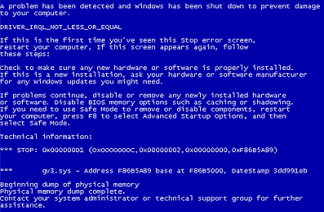 A problem has been detected and Windows has been shut down to prevent damage
to your computer.
DRIVER_IRQL_NOT_LESS_OR_EQUAL
If this is the first time you've seen this Stop error screen,
restart your computer. If this screen appears again, follow
these steps:
Check to make sure any new hardware or software is properly installed.
If this is a new installation, ask your hardware or software manufacturer
for any Windows updates you might need.
If problems continue, disable or remove any newly installed hardware
or software. Disable BIOS memory options such as caching or shadowing.
If you need to use Safe Mode to remove or disable components, restart
your computer, press F8 to select Advanced Startup Options, and then
select Safe Mode.
Technical information:
*** STOP: 0x000000D1 (0x0000000C,0x00000002,0x00000000,0xF86B5A89)
*** gv3.sys - Address F86B5A89 base at F86B5000, DateStamp 3dd991eb
Beginning dump of physical memory
Physical memory dump complete.
Contact your system administrator or technical support group for further
assistance.